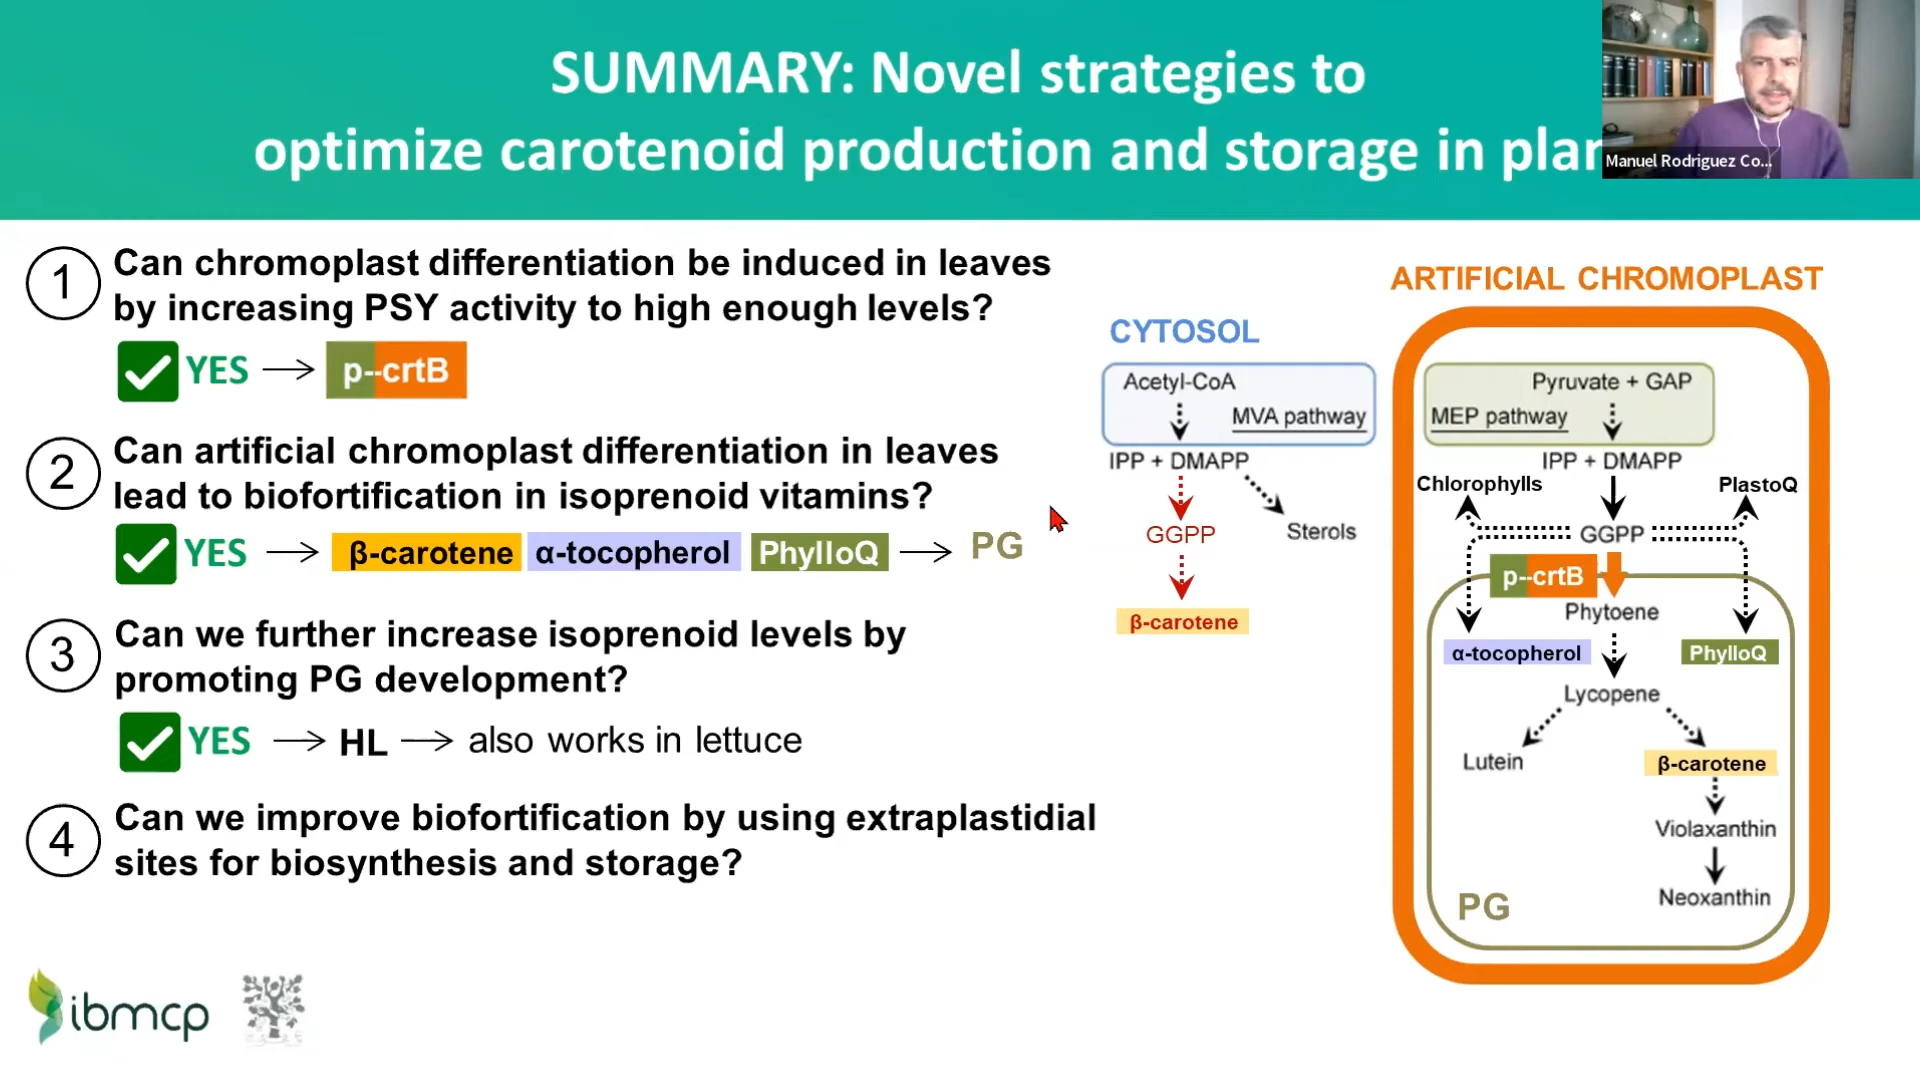 SUMMARY: Novel strategies to
optimize carotenoid production and storage in plan
Manuel Rodriguez Co...
1 Can chromoplast differentiation be induced in leaves
by increasing PSY activity to high enough levels?
YES → p--crtB
2 Can artificial chromoplast differentiation in leaves
lead to biofortification in isoprenoid vitamins?
YES → β-carotene α-tocopherol PhylloQ → PG
3 Can we further increase isoprenoid levels by
promoting PG development?
YES → HL → also works in lettuce
4 Can we improve biofortification by using extraplastidial
sites for biosynthesis and storage?
CYTOSOL
Acetyl-CoA
MVA pathway
IPP + DMAPP
GGPP
Sterols
β-carotene
ARTIFICIAL CHROMOPLAST
Pyruvate + GAP
MEP pathway
IPP + DMAPP
Chlorophylls
PlastoQ
GGPP
p--crtB
Phytoene
α-tocopherol
PhylloQ
Lycopene
Lutein
β-carotene
Violaxanthin
Neoxanthin
PG
ibmcp